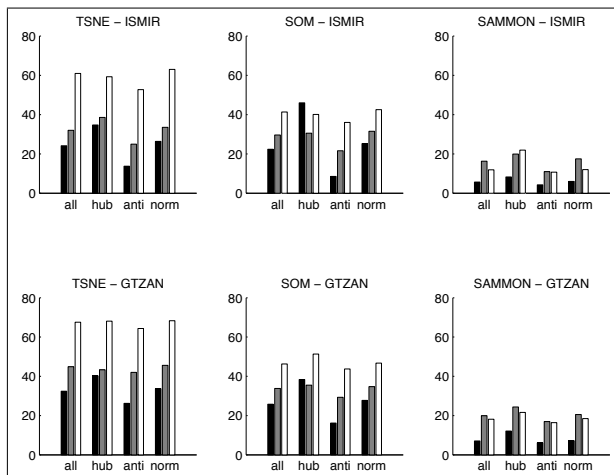 TSNE – ISMIR
80
60
40
20
0
all hub anti norm
SOM – ISMIR
80
60
40
20
0
all hub anti norm
SAMMON – ISMIR
80
60
40
20
0
all hub anti norm
TSNE – GTZAN
80
60
40
20
0
all hub anti norm
SOM – GTZAN
80
60
40
20
0
all hub anti norm
SAMMON – GTZAN
80
60
40
20
0
all hub anti norm